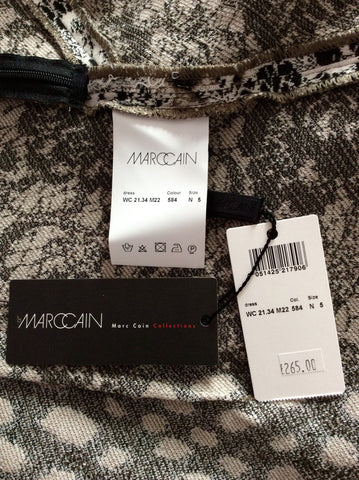 MARCCAIN
dress Colour Size
WC 21.34 M22 584 N 5
MARCCAIN Marc Cain Collections
051425 217906
dress Col. Size
WC 21.34 M22 584 N 5
£265.00